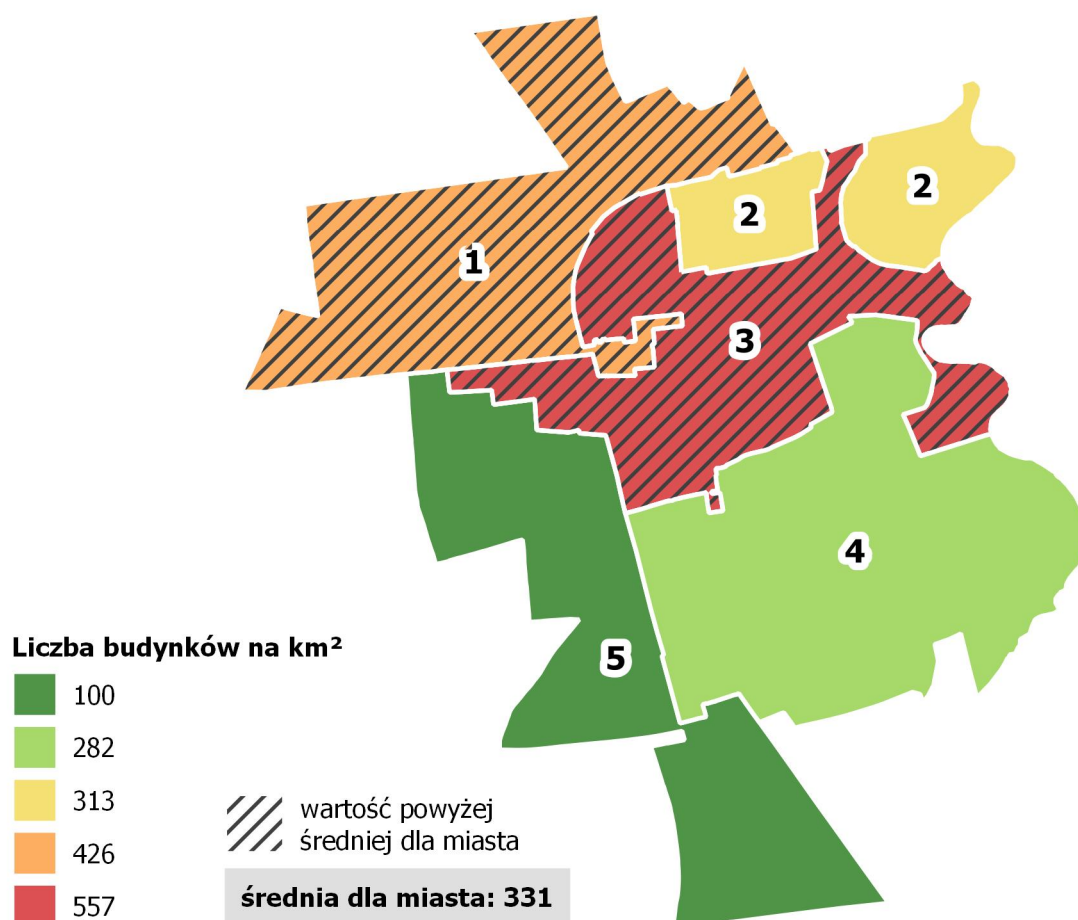 2
2
1
3
4
5
Liczba budynków na km²
100
282
313
426
557
wartość powyżej
średniej dla miasta
średnia dla miasta: 331